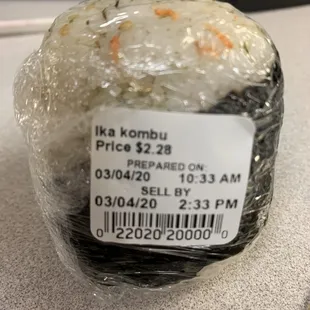 Ika kombu
Price $2.28
PREPARED ON:
03/04/20 10:33 AM
SELL BY
03/04/20 2:33 PM
0 22020 20000 0